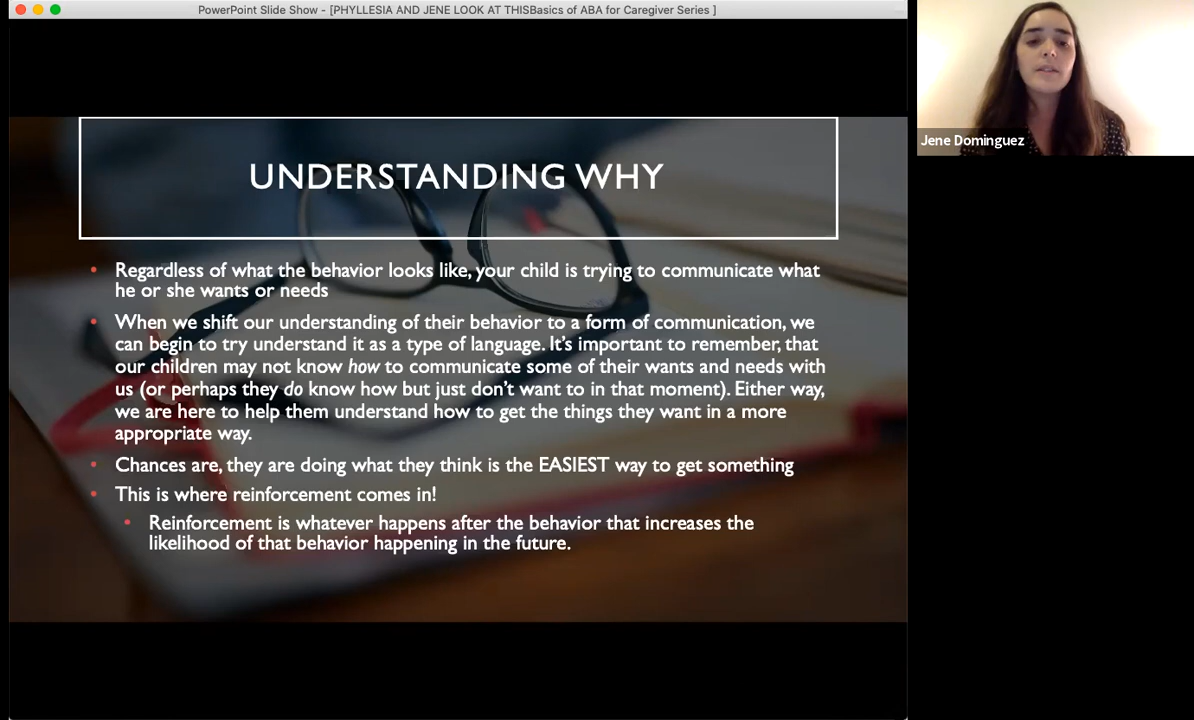 PowerPoint Slide Show - [PHYLLESIA AND JENE LOOK AT THISBasics of ABA for Caregiver Series ]
Jene Dominguez
UNDERSTANDING WHY
• Regardless of what the behavior looks like, your child is trying to communicate what
he or she wants or needs
• When we shift our understanding of their behavior to a form of communication, we
can begin to try understand it as a type of language. It's important to remember, that
our children may not know how to communicate some of their wants and needs with
us (or perhaps they do know how but just don't want to in that moment). Either way,
we are here to help them understand how to get the things they want in a more
appropriate way.
• Chances are, they are doing what they think is the EASIEST way to get something
• This is where reinforcement comes in!
• Reinforcement is whatever happens after the behavior that increases the
likelihood of that behavior happening in the future.